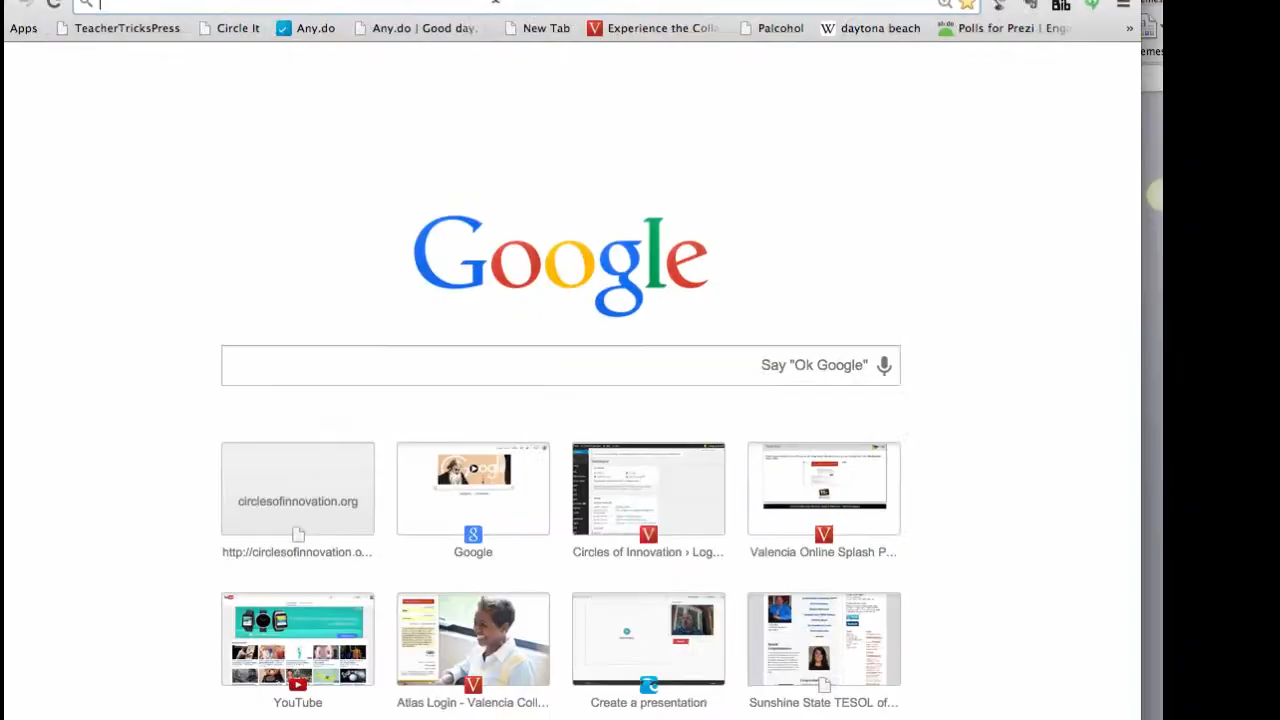 Apps TeacherTricksPress Circle It Any.do Any.do | Good day. New Tab Experience the Colla Palcohol W daytona beach Polls for Prezi | Enga »
Google
Say "Ok Google"
circlesofinnovation.org
http://circlesofinnovation.o... Google Circles of Innovation › Log... Valencia Online Splash P...
YouTube Atlas Login - Valencia Coll... Create a presentation Sunshine State TESOL of...